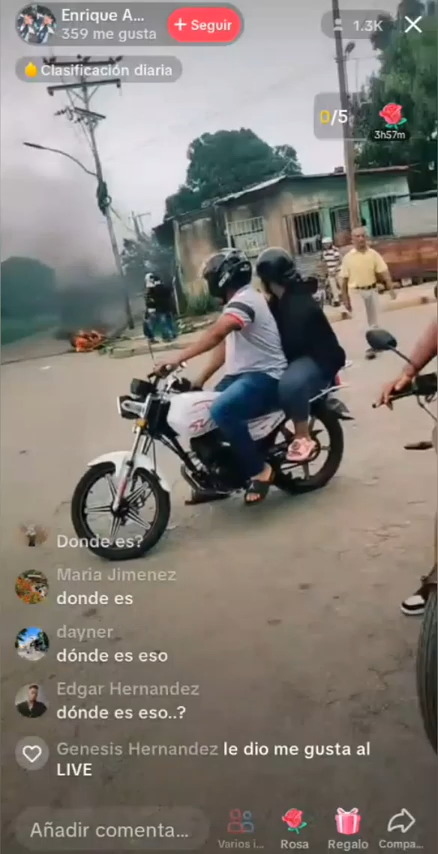 Enrique A...
359 me gusta
+ Seguir
1.3K
Clasificación diaria
0/5
3h57m
Donde es?
Maria Jimenez
donde es
dayner
dónde es eso
Edgar Hernandez
dónde es eso..?
Genesis Hernandez le dio me gusta al
LIVE
Añadir comenta...
Varios i...
Rosa
Regalo
Compa...